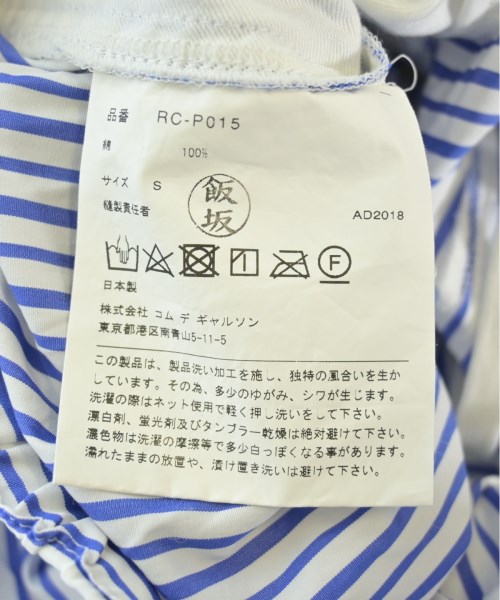 品番 RC-P015
綿 100%
サイズ S
飯坂
縫製責任者 AD2018
F
日本製
株式会社 コム デ ギャルソン
東京都港区南青山5-11-5
この製品は、製品洗い加工を施し、独特の風合いを生か
しています。その為、多少のゆがみ、シワが生じます。
洗濯の際はネット使用で軽く押し洗いをして下さい。
漂白剤、蛍光剤及びタンブラー乾燥は絶対避けて下さい。
濃色物は洗濯の摩擦等で多少白っぽくなる事があります。
濡れたままの放置や、漬け置き洗いは避けて下さい。